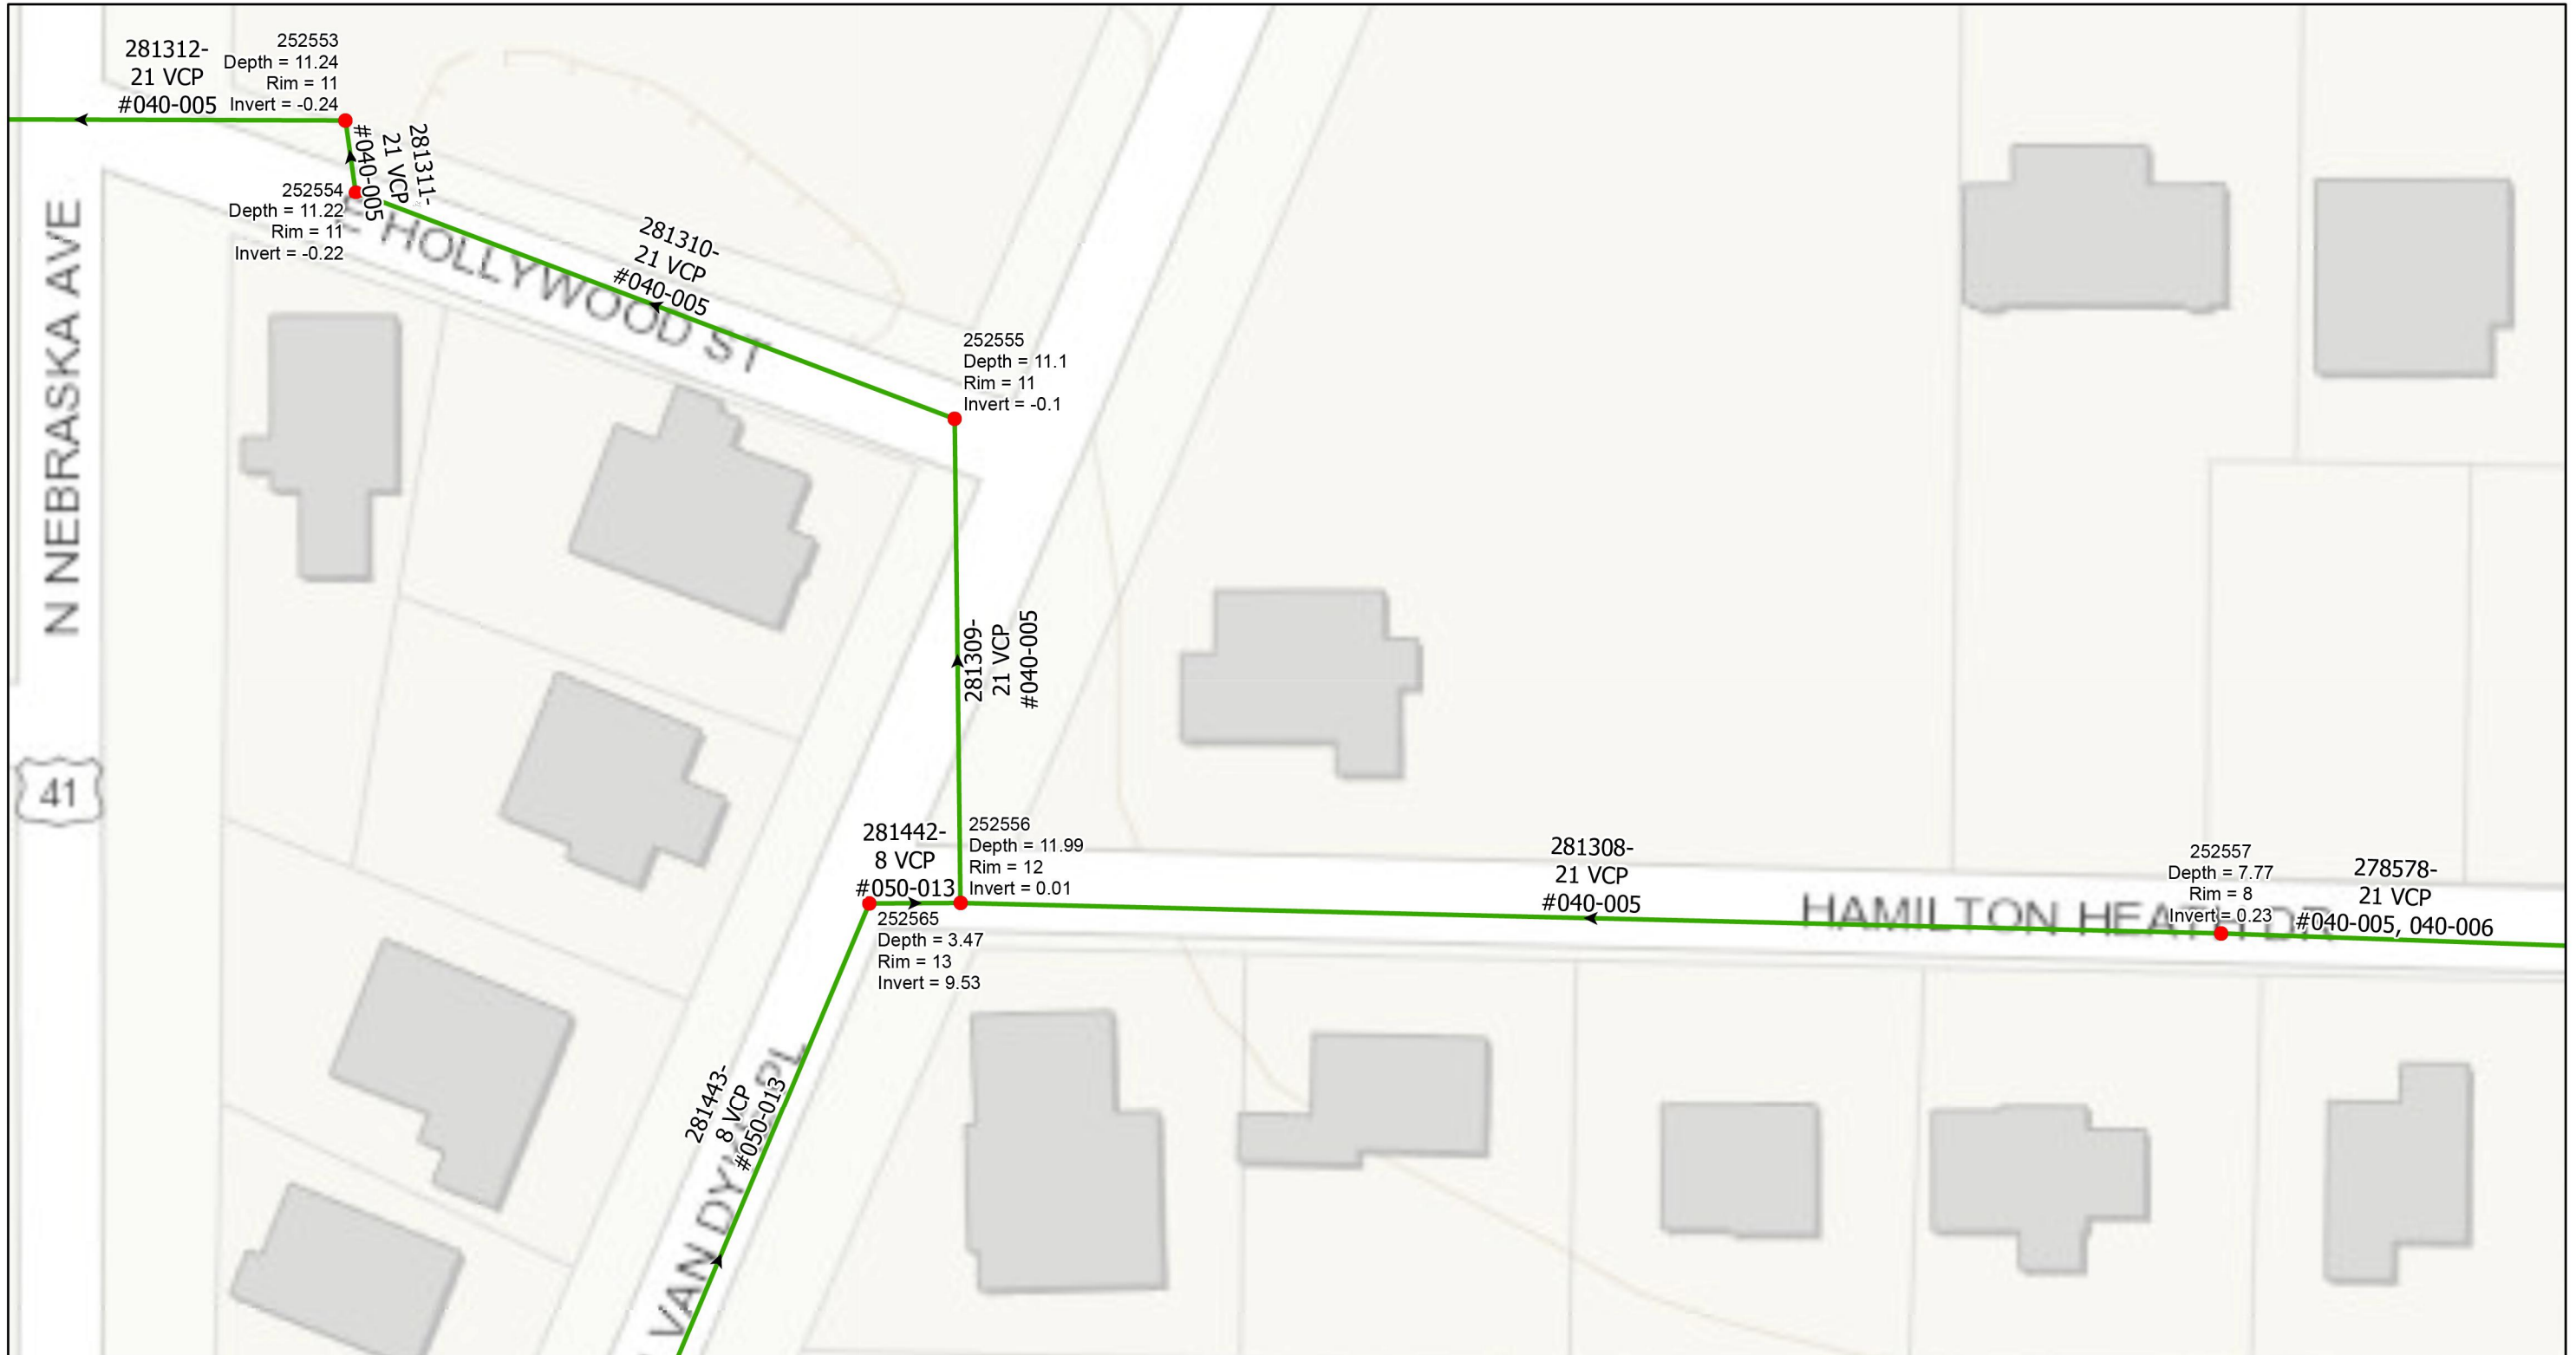 281312-
21 VCP
#040-005
252553
Depth = 11.24
Rim = 11
Invert = -0.24
281311-
21 VCP
#040-005
252554
Depth = 11.22
Rim = 11
Invert = -0.22
E HOLLYWOOD ST
281310-
21 VCP
#040-005
252555
Depth = 11.1
Rim = 11
Invert = -0.1
N NEBRASKA AVE
41
281309-
21 VCP
#040-005
281442-
8 VCP
#050-013
252556
Depth = 11.99
Rim = 12
Invert = 0.01
252565
Depth = 3.47
Rim = 13
Invert = 9.53
281308-
21 VCP
#040-005
HAMILTON HEATH DR
252557
Depth = 7.77
Rim = 8
Invert = 0.23
278578-
21 VCP
#040-005, 040-006
281443-
8 VCP
#050-013
VAN DYKE PL